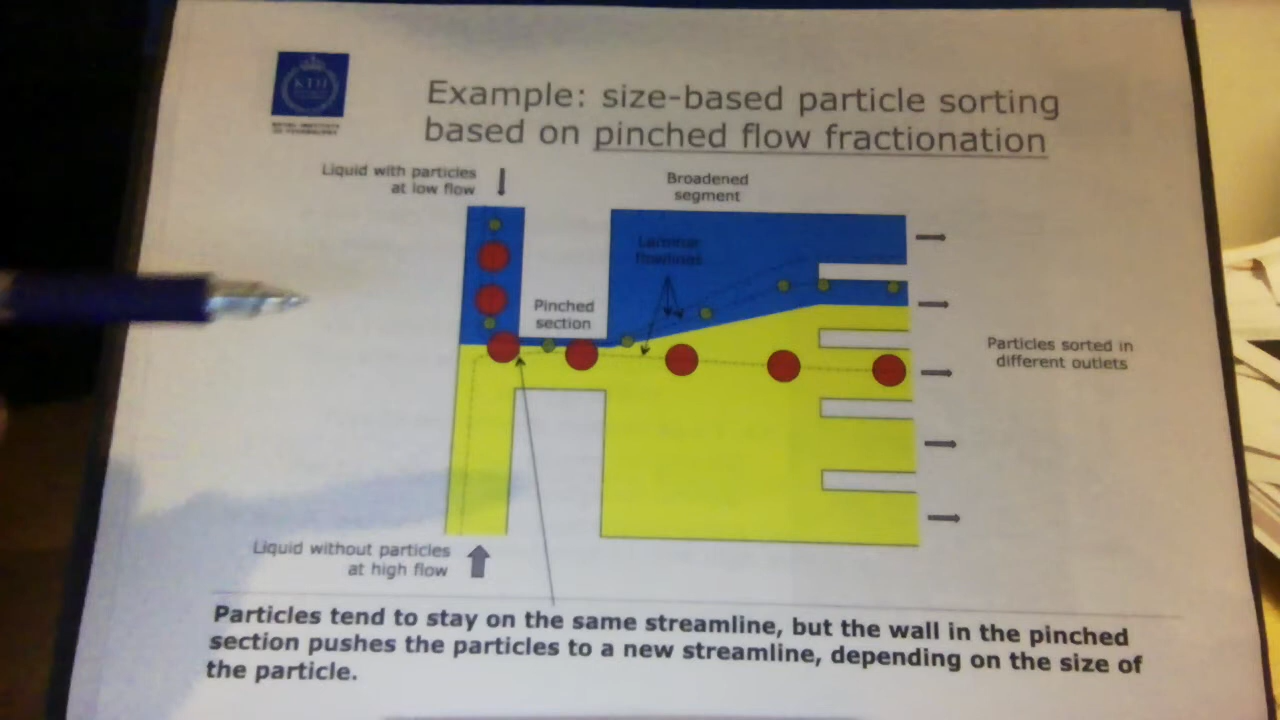 KTH
Example: size-based particle sorting
based on pinched flow fractionation
Liquid with particles
at low flow
Broadened
segment
Laminar
flowlines
Pinched
section
Particles sorted in
different outlets
Liquid without particles
at high flow
Particles tend to stay on the same streamline, but the wall in the pinched
section pushes the particles to a new streamline, depending on the size of
the particle.